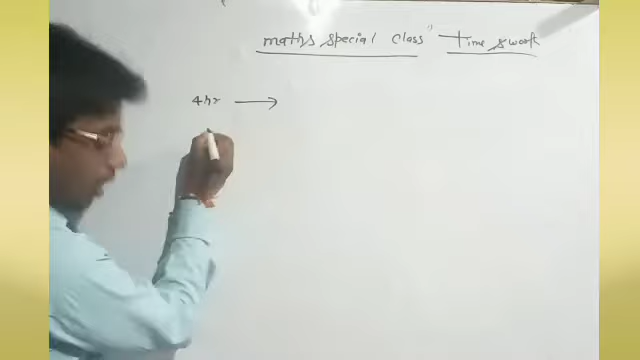 maths special class" Time & work
4hr →